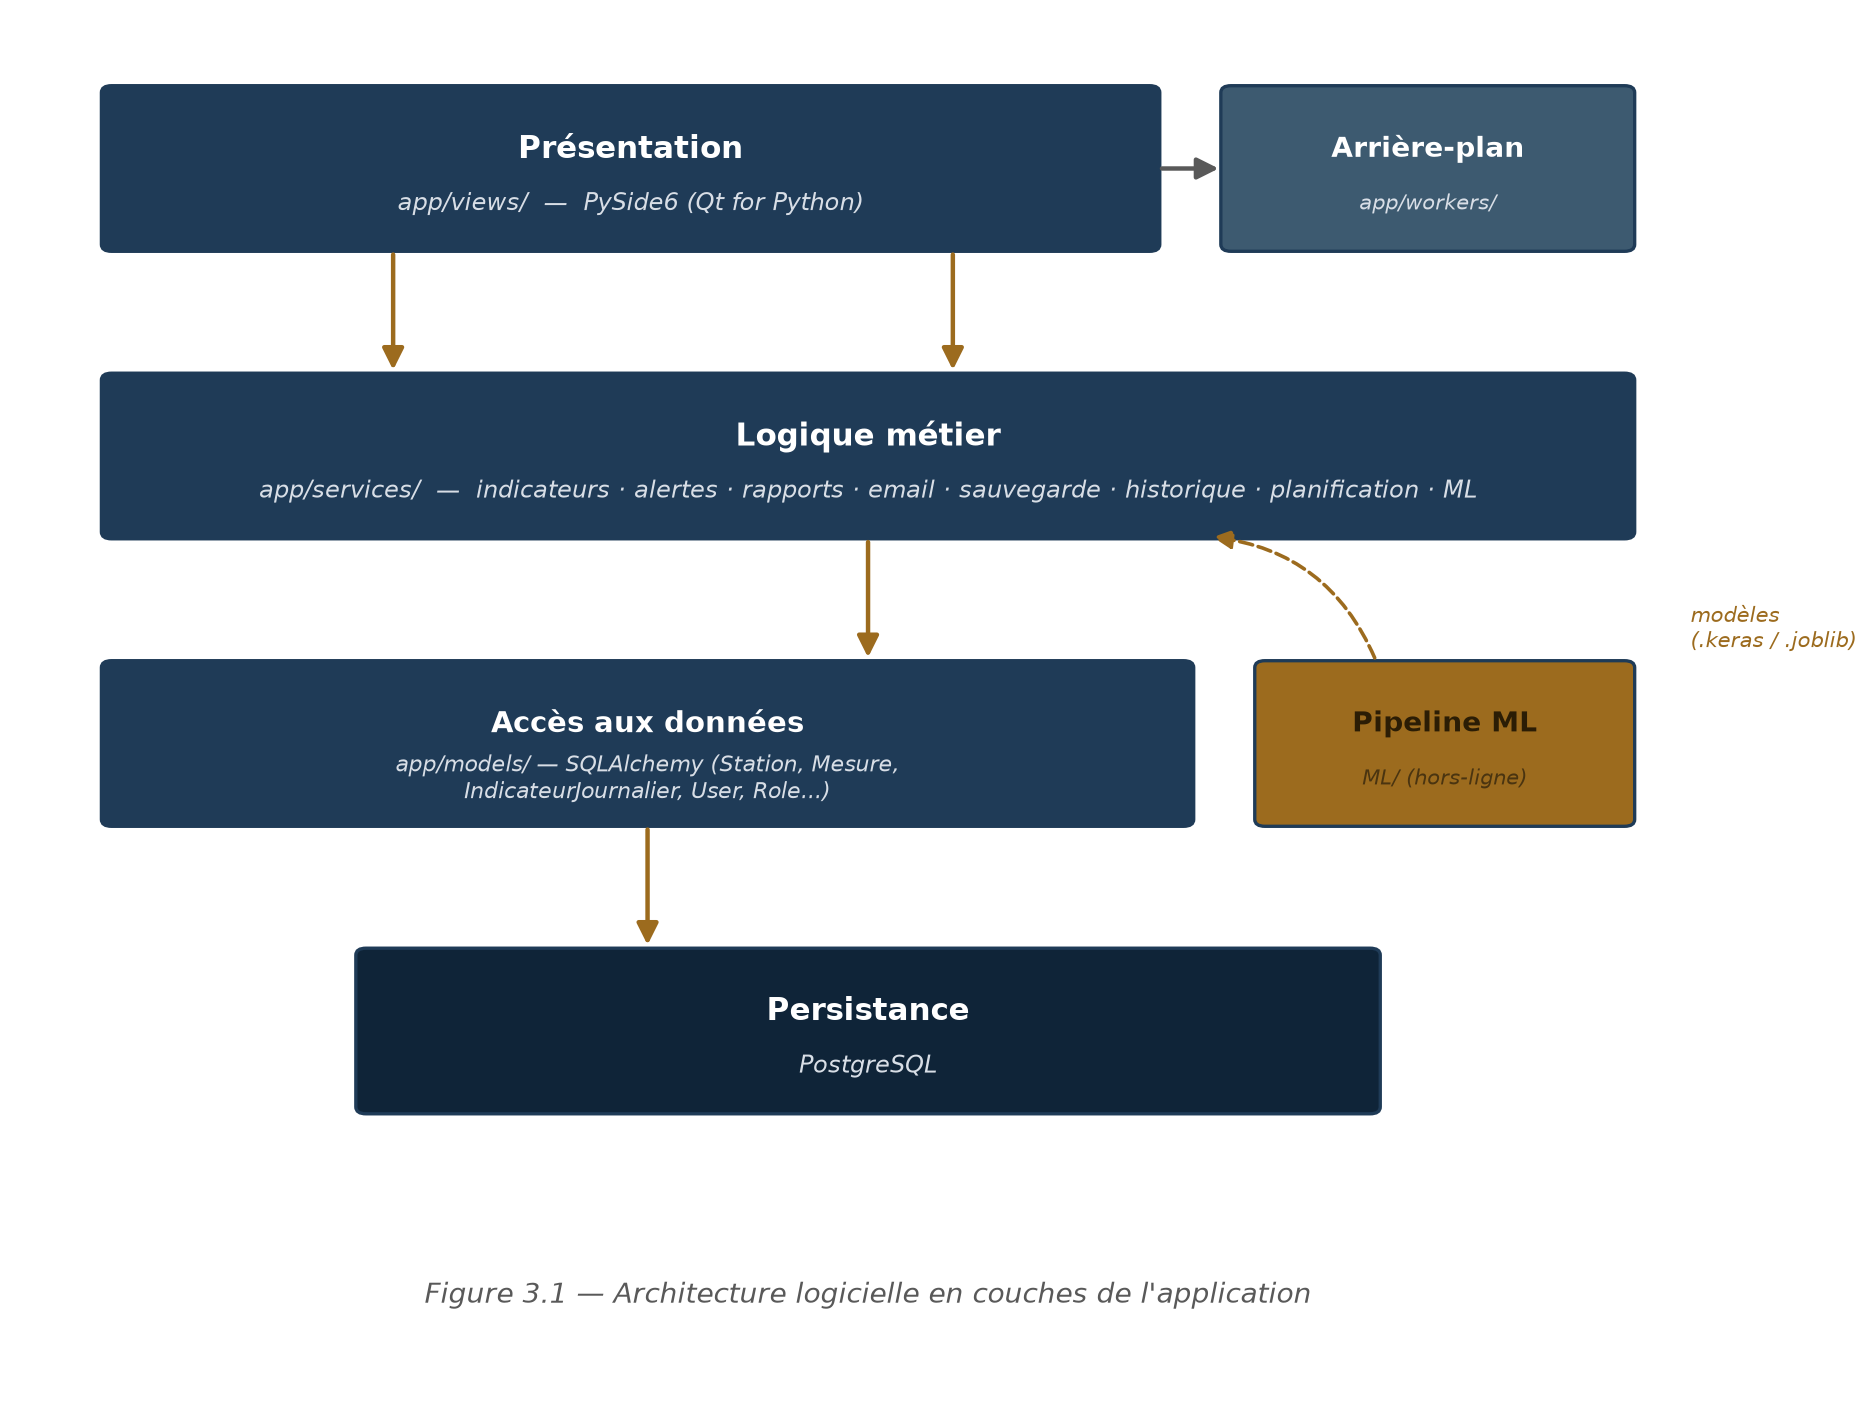 Présentation
app/views/ — PySide6 (Qt for Python)
Arrière-plan
app/workers/
Logique métier
app/services/ — indicateurs · alertes · rapports · email · sauvegarde · historique · planification · ML
modèles
(.keras / .joblib)
Accès aux données
app/models/ — SQLAlchemy (Station, Mesure,
IndicateurJournalier, User, Role...)
Pipeline ML
ML/ (hors-ligne)
Persistance
PostgreSQL
Figure 3.1 — Architecture logicielle en couches de l'application